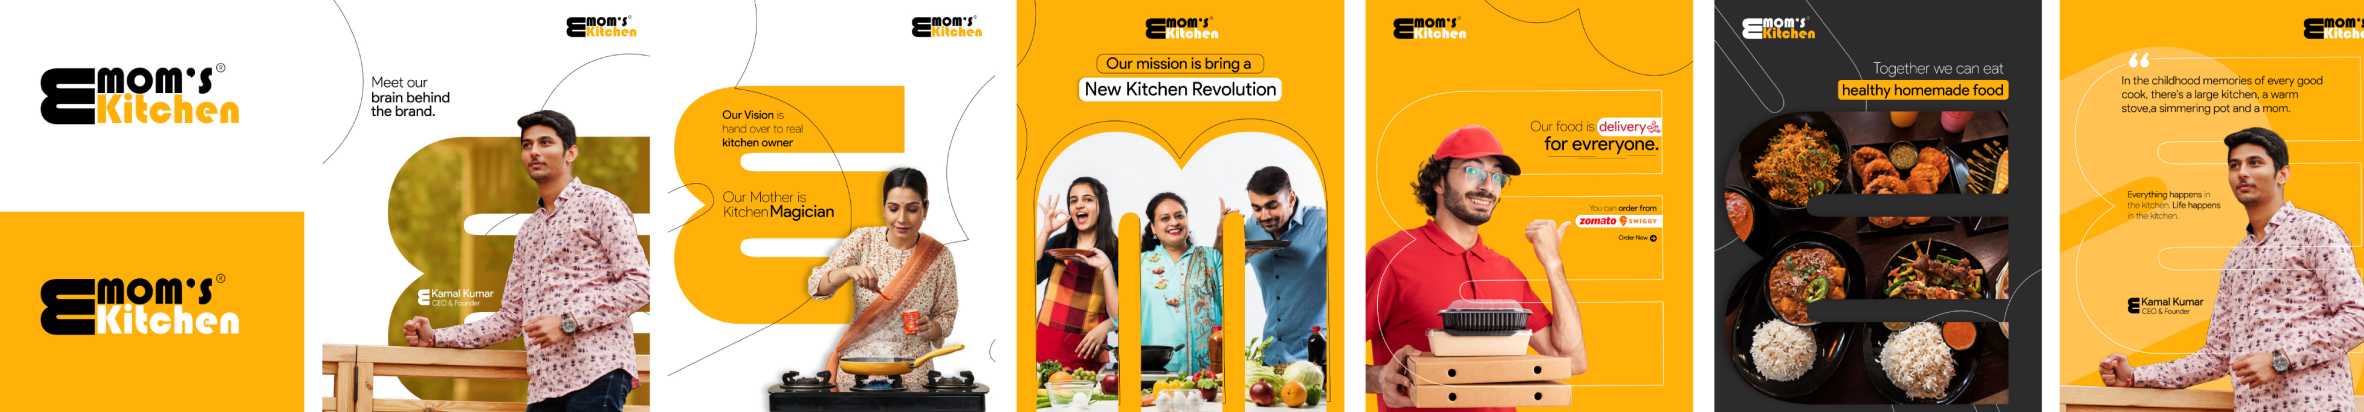 MOM'S®
Kitchen
MOM'S®
Kitchen
MOM'S®
Kitchen
Meet our
brain behind
the brand.
Kamal Kumar
CEO & Founder
MOM'S®
Kitchen
Our Vision is
hand over to real
kitchen owner
Our Mother is
Kitchen Magician
MOM'S®
Kitchen
Our mission is bring a
New Kitchen Revolution
MOM'S®
Kitchen
Our food is delivery
for evreryone.
You can order from
zomato SWIGGY
Order Now
MOM'S®
Kitchen
Together we can eat
healthy homemade food
MOM'S
Kitche
“
In the childhood memories of every good
cook, there's a large kitchen, a warm
stove,a simmering pot and a mom.
Everything happens in
the kitchen. Life happens
in the kitchen.
Kamal Kumar
CEO & Founder